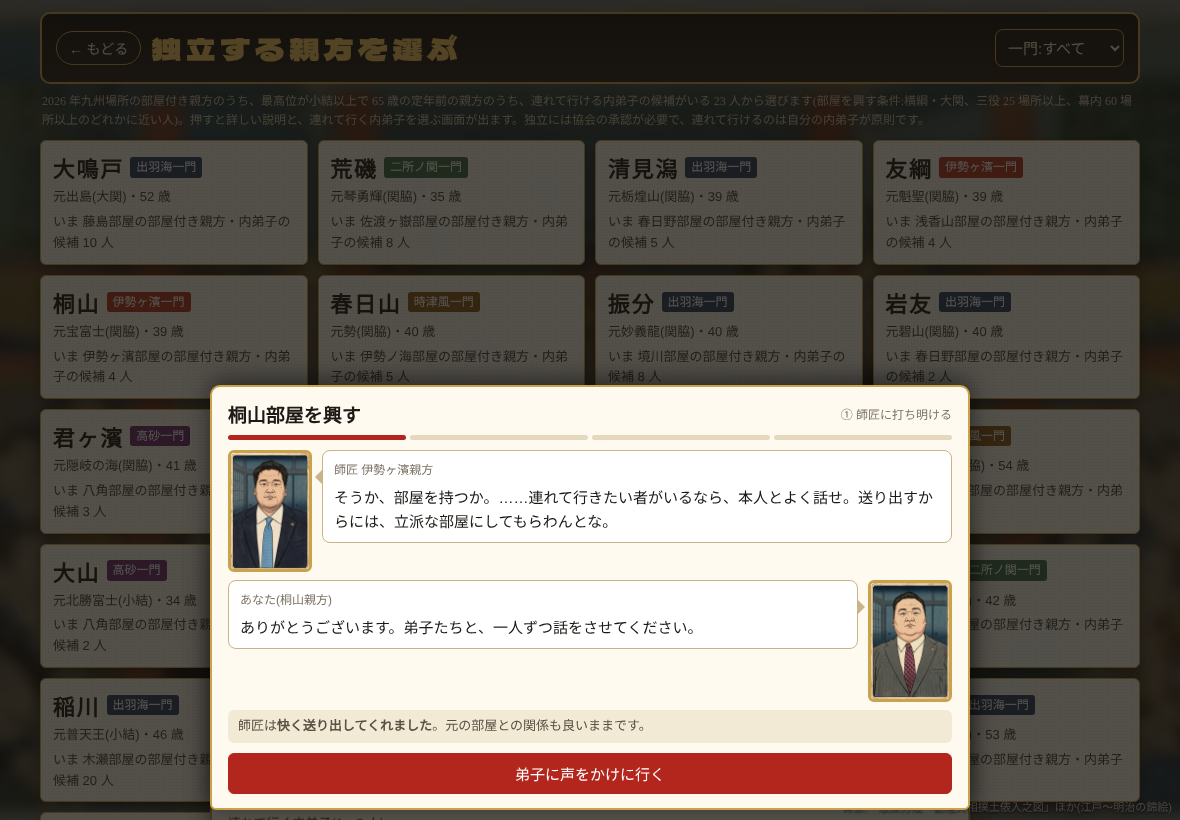 ← もどる
独立する親方を選ぶ
一門:すべて
2026 年九州場所の部屋付き親方のうち、最高位が小結以上で 65 歳の定年前の親方のうち、連れて行ける内弟子の候補がいる 23 人から選びます(部屋を興す条件:横綱・大関、三役 25 場所以上、幕内 60 場
所以上のどれかに近い人)。押すと詳しい説明と、連れて行く内弟子を選ぶ画面が出ます。独立には協会の承認が必要で、連れて行けるのは自分の内弟子が原則です。
大鳴戸 出羽海一門
元出島(大関)・52 歳
いま 藤島部屋の部屋付き親方・内弟子の
候補 10 人
荒磯 二所ノ関一門
元琴勇輝(関脇)・35 歳
いま 佐渡ヶ嶽部屋の部屋付き親方・内弟
子の候補 8 人
清見潟 出羽海一門
元栃煌山(関脇)・39 歳
いま 春日野部屋の部屋付き親方・内弟子
の候補 5 人
友綱 伊勢ヶ濱一門
元魁聖(関脇)・39 歳
いま 浅香山部屋の部屋付き親方・内弟子
の候補 4 人
桐山 伊勢ヶ濱一門
元宝富士(関脇)・39 歳
いま 伊勢ヶ濱部屋の部屋付き親方・内弟
子の候補 4 人
春日山 時津風一門
元勢(関脇)・40 歳
いま 伊勢ノ海部屋の部屋付き親方・内弟
子の候補 5 人
振分 出羽海一門
元妙義龍(関脇)・40 歳
いま 境川部屋の部屋付き親方・内弟子の
候補 8 人
岩友 出羽海一門
元碧山(関脇)・40 歳
いま 春日野部屋の部屋付き親方・内弟子
の候補 2 人
君ヶ濱 高砂一門
元隠岐の海(関脇)・41 歳
いま 八角部屋の部屋付き親
候補 3 人
風一門
脇)・54 歳
部屋の部屋付き親方・内弟
大山 高砂一門
元北勝富士(小結)・34 歳
いま 八角部屋の部屋付き親
候補 2 人
二所ノ関一門
・42 歳
部屋の部屋付き親方・内弟子
稲川 出羽海一門
元普天王(小結)・46 歳
いま 木瀬部屋の部屋付き親
候補 20 人
出羽海一門
・53 歳
部屋の部屋付き親方・内弟子
桐山部屋を興す
① 師匠に打ち明ける
師匠 伊勢ヶ濱親方
そうか、部屋を持つか。……連れて行きたい者がいるなら、本人とよく話せ。送り出すか
らには、立派な部屋にしてもらわんとな。
あなた(桐山親方)
ありがとうございます。弟子たちと、一人ずつ話をさせてください。
師匠は快く送り出してくれました。元の部屋との関係も良いままです。
弟子に声をかけに行く
相撲土俵入之図」ほか(江戸〜明治の錦絵)